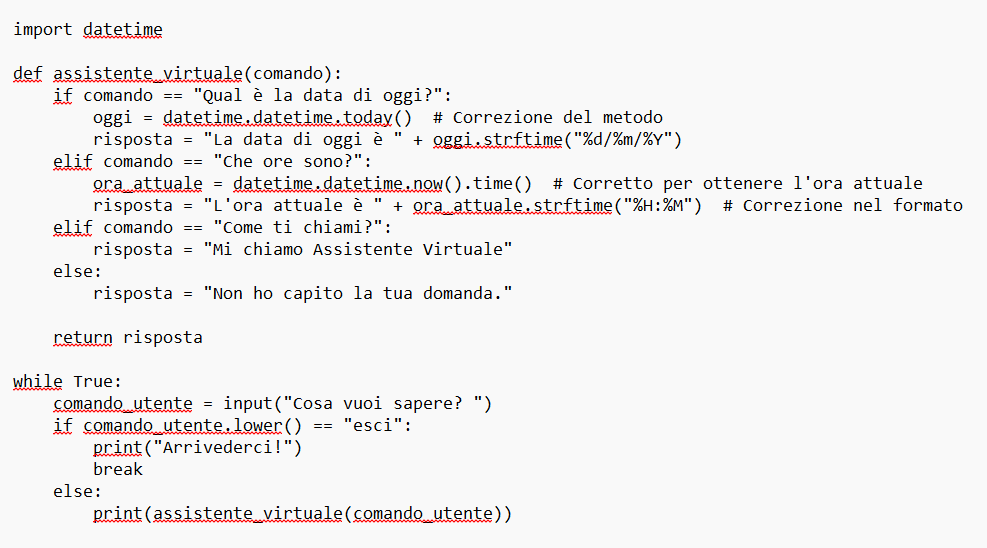 import datetime

def assistente_virtuale(comando):
    if comando == "Qual è la data di oggi?":
        oggi = datetime.datetime.today()  # Correzione del metodo
        risposta = "La data di oggi è " + oggi.strftime("%d/%m/%Y")
    elif comando == "Che ore sono?":
        ora_attuale = datetime.datetime.now().time()  # Corretto per ottenere l'ora attuale
        risposta = "L'ora attuale è " + ora_attuale.strftime("%H:%M")  # Correzione nel formato
    elif comando == "Come ti chiami?":
        risposta = "Mi chiamo Assistente Virtuale"
    else:
        risposta = "Non ho capito la tua domanda."

    return risposta

while True:
    comando_utente = input("Cosa vuoi sapere? ")
    if comando_utente.lower() == "esci":
        print("Arrivederci!")
        break
    else:
        print(assistente_virtuale(comando_utente))